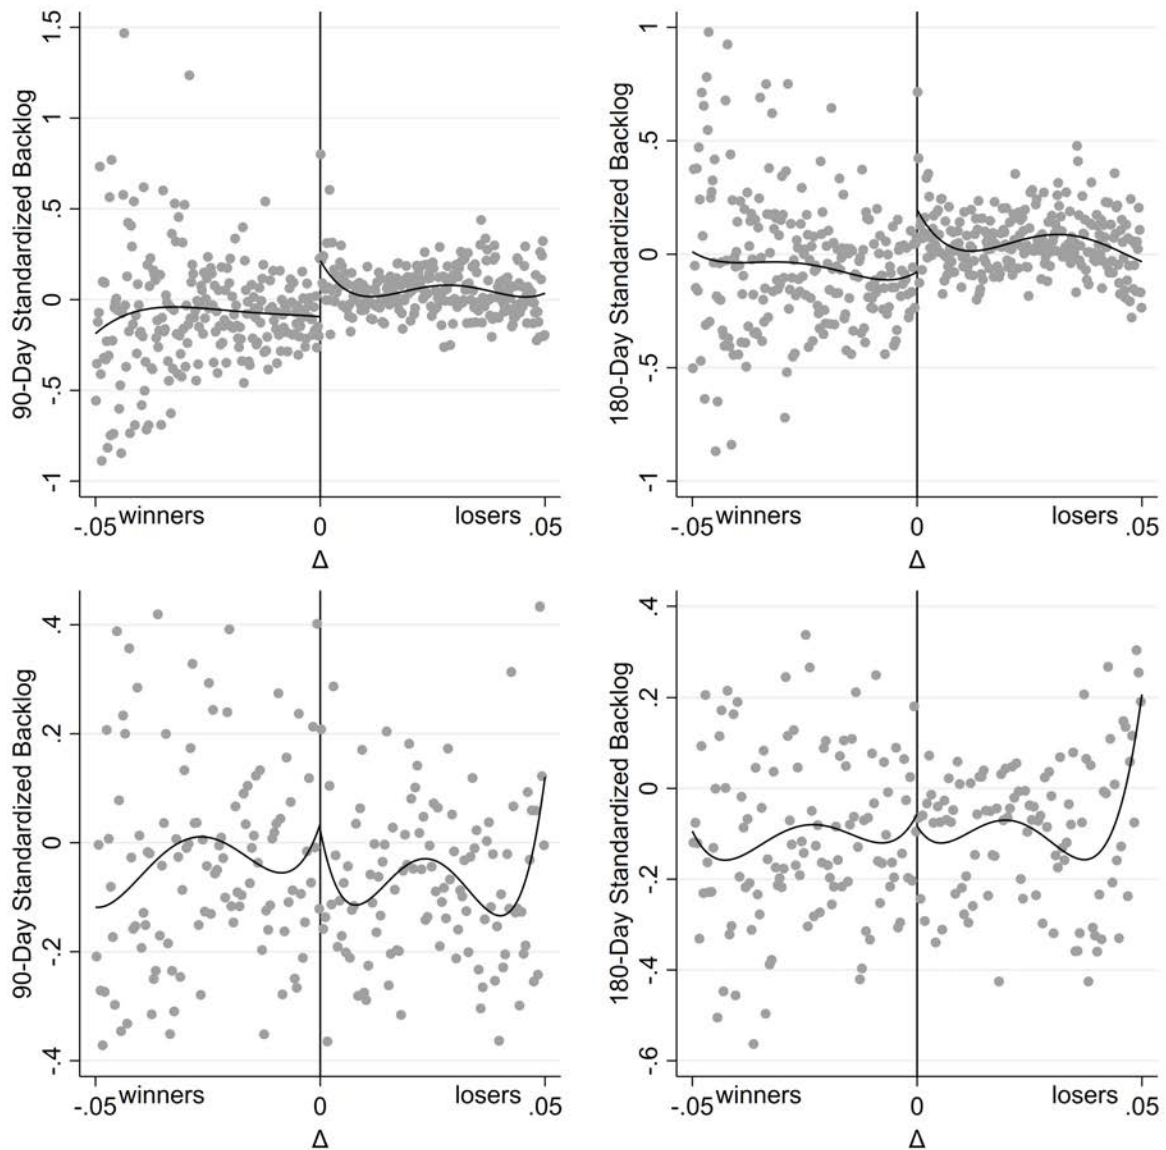 90-Day Standardized Backlog
1.5
1
.5
0
-.5
-1
-.05 winners 0 losers .05
Δ
180-Day Standardized Backlog
1
.5
0
-.5
-1
-.05 winners 0 losers .05
Δ
90-Day Standardized Backlog
.4
.2
0
-.2
-.4
-.05 winners 0 losers .05
Δ
180-Day Standardized Backlog
.4
.2
0
-.2
-.4
-.6
-.05 winners 0 losers .05
Δ